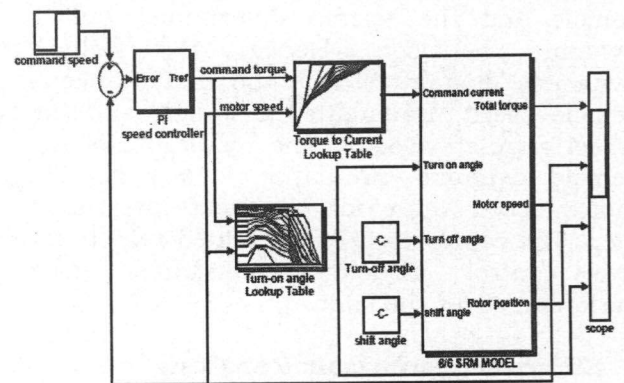 command speed
Error
Tref
PI
speed controller
command torque
motor speed
Torque to Current
Lookup Table
Turn-on angle
Lookup Table
-C-
Turn-off angle
-C-
shift angle
Command current
Turn on angle
Turn off angle
shift angle
Total torque
Motor speed
Rotor position
6/6 SRM MODEL
scope